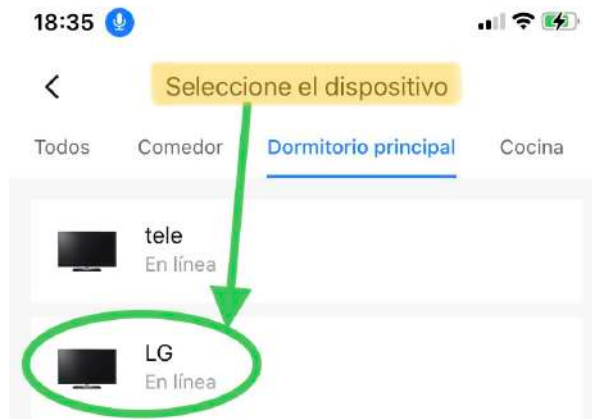 18:35
Seleccione el dispositivo
Todos Comedor Dormitorio principal Cocina
tele
En línea
LG
En línea